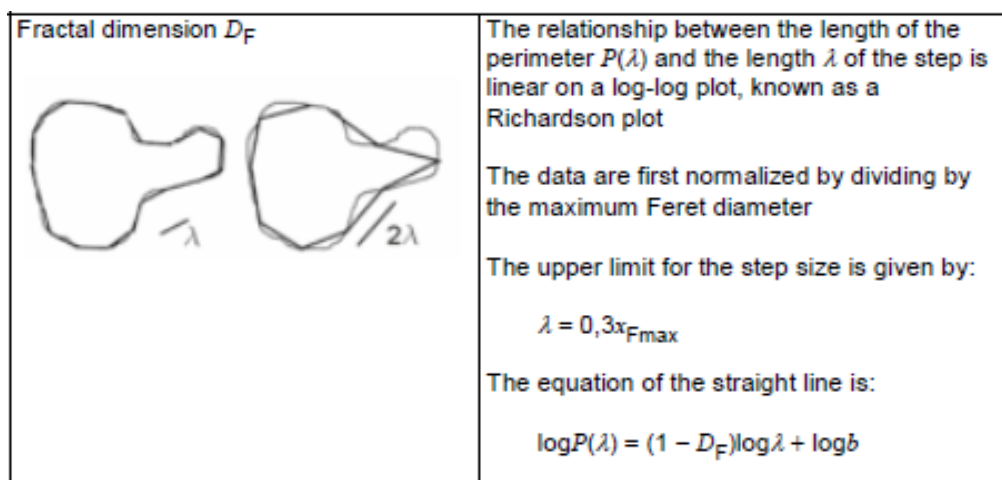 Fractal dimension DF
λ
2λ
The relationship between the length of the
perimeter P(λ) and the length λ of the step is
linear on a log-log plot, known as a
Richardson plot
The data are first normalized by dividing by
the maximum Feret diameter
The upper limit for the step size is given by:
λ = 0,3xFmax
The equation of the straight line is:
logP(λ) = (1 − DF)logλ + logb